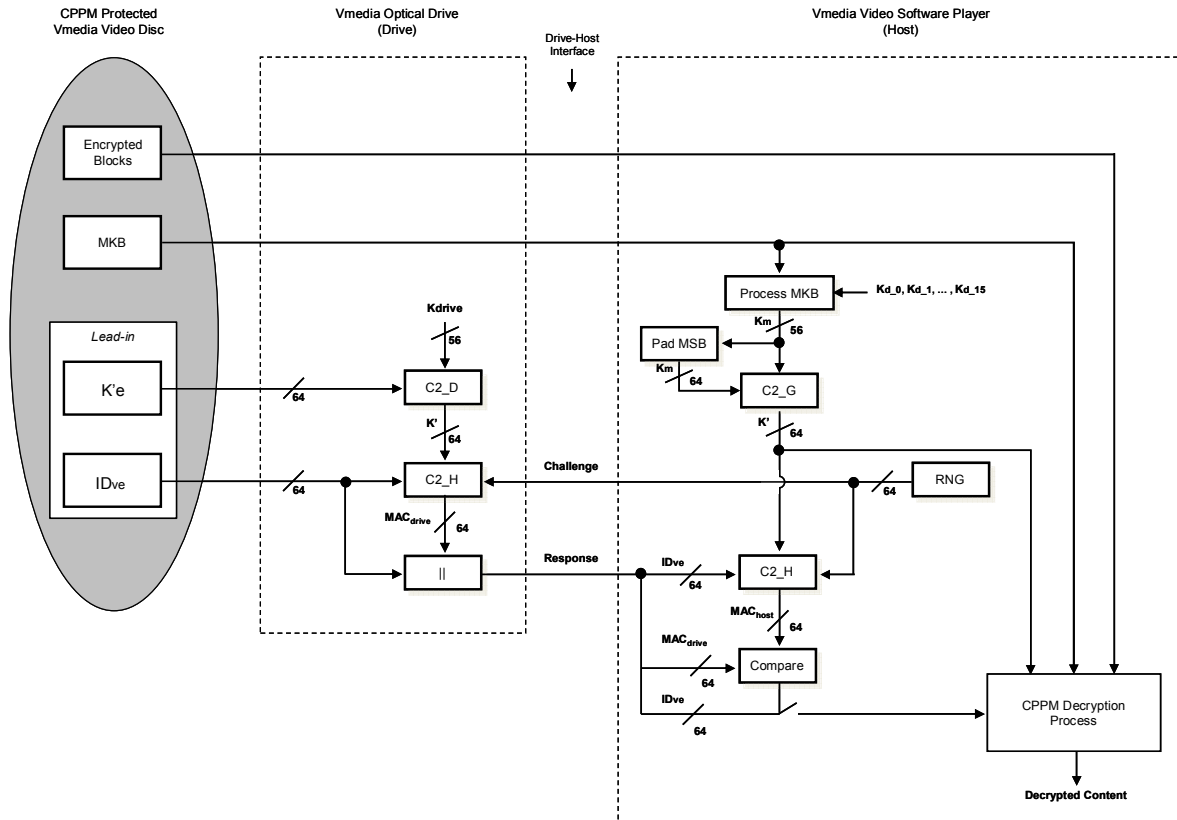 CPPM Protected
Vmedia Video Disc
Vmedia Optical Drive
(Drive)
Drive-Host
Interface
Vmedia Video Software Player
(Host)
Encrypted
Blocks
MKB
Process MKB
Kd_0, Kd_1, ... , Kd_15
Kdrive
56
Lead-in
Km
56
Pad MSB
Km
64
C2_G
K'e
64
C2_D
K'
64
K'
64
IDve
64
C2_H
Challenge
64
RNG
MACdrive
64
||
Response
IDve
64
C2_H
MAChost
64
MACdrive
64
Compare
IDve
64
CPPM Decryption
Process
Decrypted Content